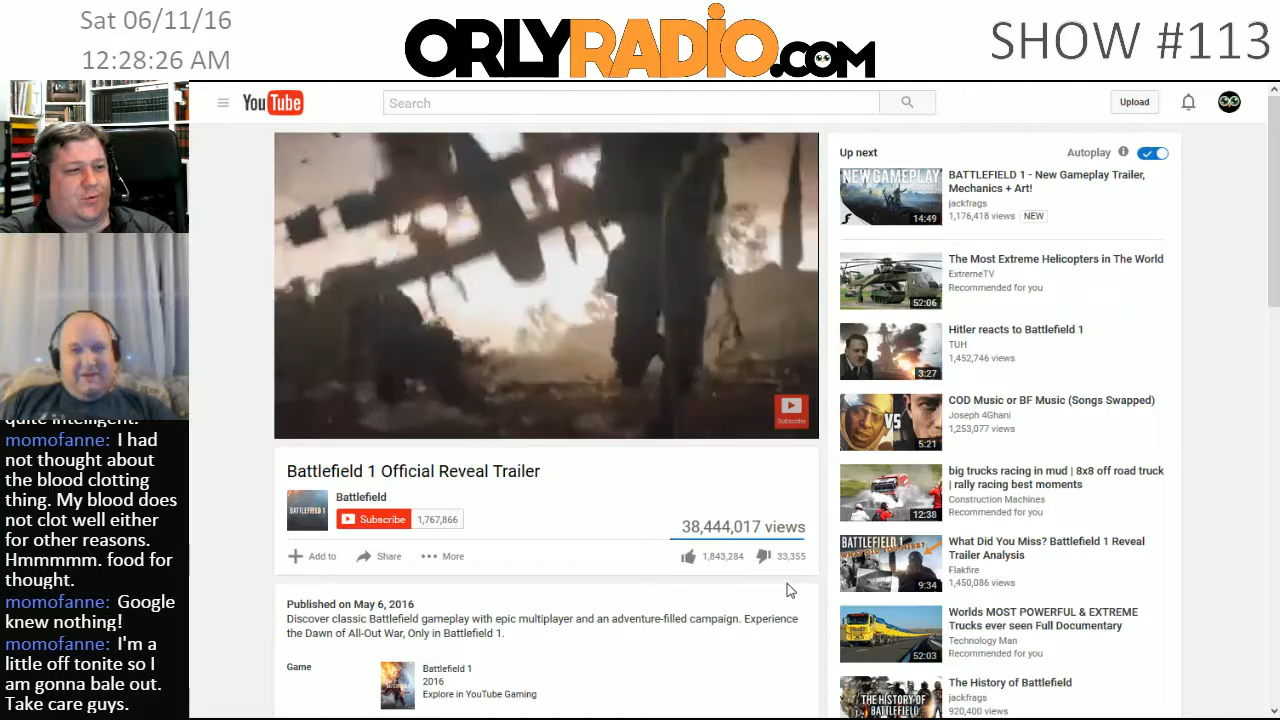 Sat 06/11/16
12:28:26 AM
ORLYRADiO.COM
SHOW #113
YouTube
Search
Upload
Subscribe
Battlefield 1 Official Reveal Trailer
BATTLEFIELD 1
Battlefield
Subscribe 1,767,866
38,444,017 views
Add to Share More
1,843,284 33,355
Published on May 6, 2016
Discover classic Battlefield gameplay with epic multiplayer and an adventure-filled campaign. Experience
the Dawn of All-Out War, Only in Battlefield 1.
Game
Battlefield 1
2016
Explore in YouTube Gaming
Up next
Autoplay
NEW GAMEPLAY
14:49
BATTLEFIELD 1 - New Gameplay Trailer,
Mechanics + Art!
jackfrags
1,176,418 views NEW
52:06
The Most Extreme Helicopters in The World
ExtremeTV
Recommended for you
3:27
Hitler reacts to Battlefield 1
TUH
1,452,746 views
VS
5:21
COD Music or BF Music (Songs Swapped)
Joseph 4Ghani
1,253,077 views
12:38
big trucks racing in mud | 8x8 off road truck
| rally racing best moments
Construction Machines
Recommended for you
BATTLEFIELD 1
9:34
What Did You Miss? Battlefield 1 Reveal
Trailer Analysis
Flakfire
1,450,086 views
52:03
Worlds MOST POWERFUL & EXTREME
Trucks ever seen Full Documentary
Technology Man
Recommended for you
THE HISTORY OF
BATTLEFIELD
The History of Battlefield
jackfrags
920,400 views
quite intelligent.
momofanne: I had
not thought about
the blood clotting
thing. My blood does
not clot well either
for other reasons.
Hmmmmm. food for
thought.
momofanne: Google
knew nothing!
momofanne: I'm a
little off tonite so I
am gonna bale out.
Take care guys.